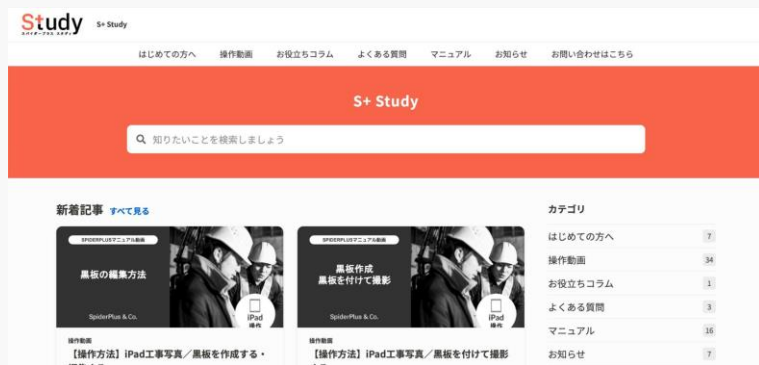 Study
スパイダープラス スタディ
S+ Study
はじめての方へ 操作動画 お役立ちコラム よくある質問 マニュアル お知らせ お問い合わせはこちら
S+ Study
知りたいことを検索しましょう
新着記事 すべて見る
SPIDERPLUSマニュアル動画
黒板の編集方法
SpiderPlus & Co.
iPad
操作
操作動画
【操作方法】iPad工事写真／黒板を作成する・
SPIDERPLUSマニュアル動画
黒板作成
黒板を付けて撮影
SpiderPlus & Co.
iPad
操作
操作動画
【操作方法】iPad工事写真／黒板を付けて撮影
カテゴリ
はじめての方へ 7
操作動画 34
お役立ちコラム 1
よくある質問 3
マニュアル 16
お知らせ 7